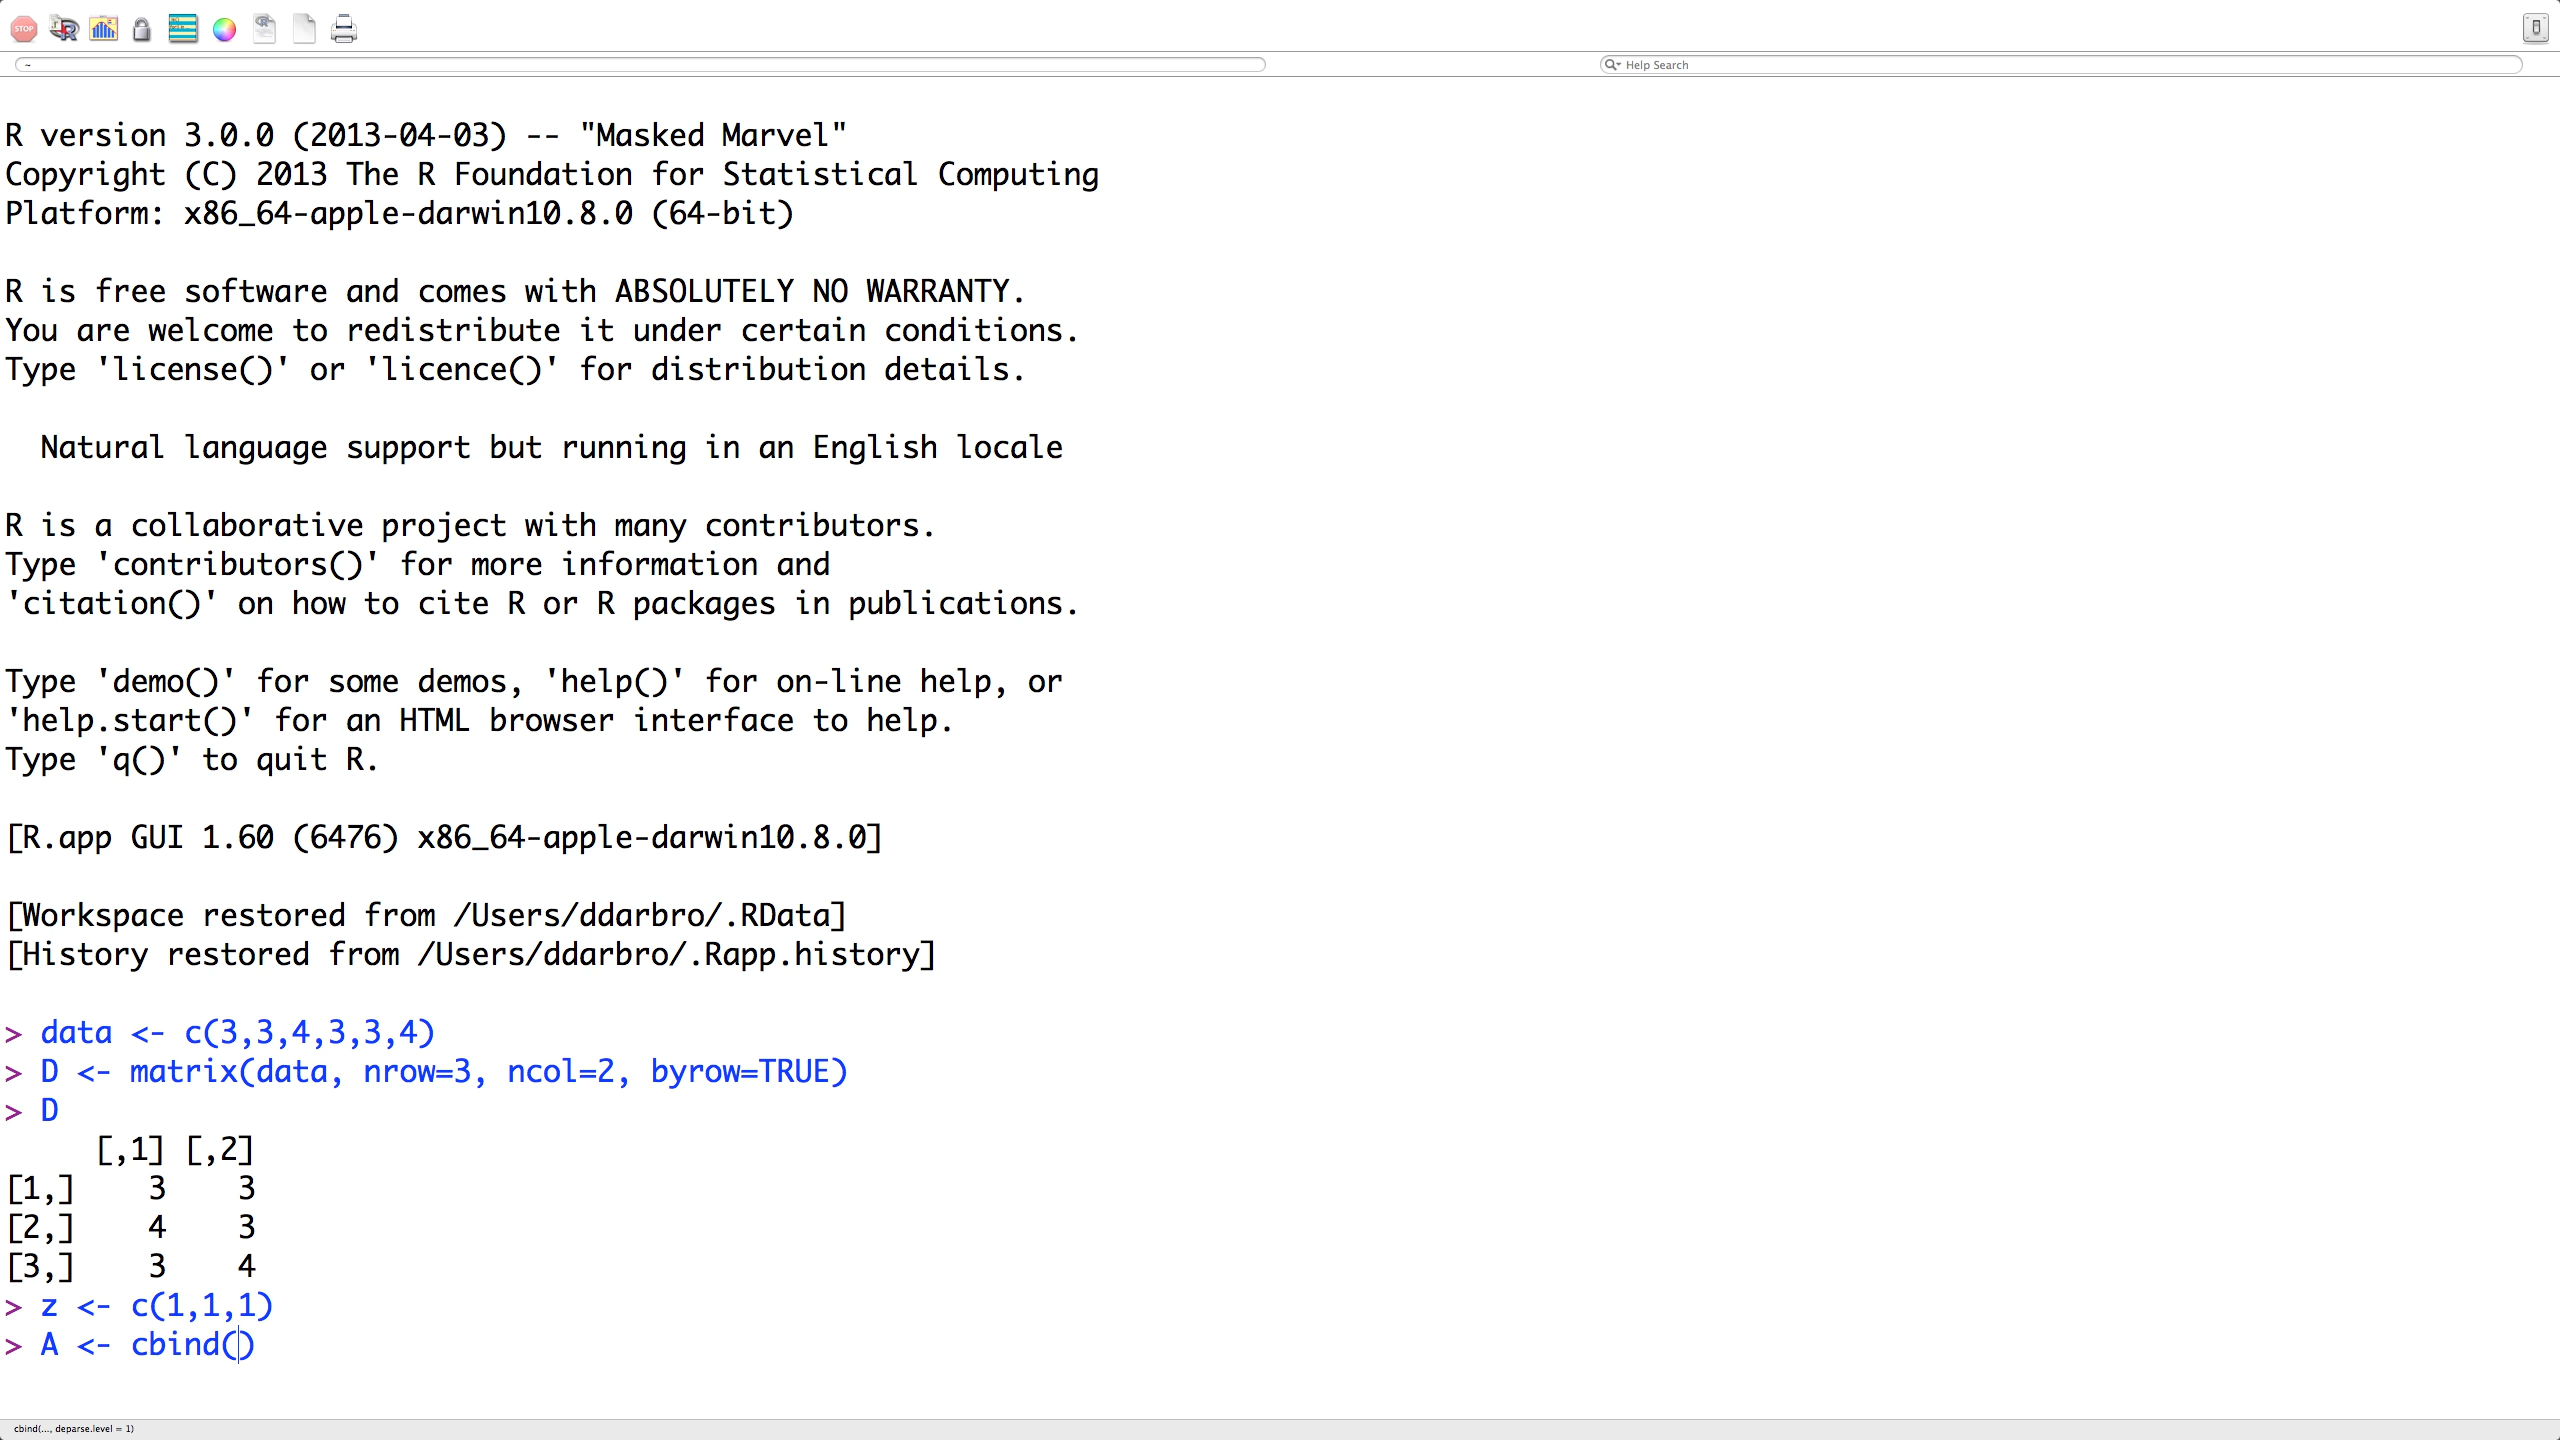 STOP
~
Help Search
R version 3.0.0 (2013-04-03) -- "Masked Marvel"
Copyright (C) 2013 The R Foundation for Statistical Computing
Platform: x86_64-apple-darwin10.8.0 (64-bit)
R is free software and comes with ABSOLUTELY NO WARRANTY.
You are welcome to redistribute it under certain conditions.
Type 'license()' or 'licence()' for distribution details.
Natural language support but running in an English locale
R is a collaborative project with many contributors.
Type 'contributors()' for more information and
'citation()' on how to cite R or R packages in publications.
Type 'demo()' for some demos, 'help()' for on-line help, or
'help.start()' for an HTML browser interface to help.
Type 'q()' to quit R.
[R.app GUI 1.60 (6476) x86_64-apple-darwin10.8.0]
[Workspace restored from /Users/ddarbro/.RData]
[History restored from /Users/ddarbro/.Rapp.history]
> data <- c(3,3,4,3,3,4)
> D <- matrix(data, nrow=3, ncol=2, byrow=TRUE)
> D
[,1] [,2]
[1,] 3 3
[2,] 4 3
[3,] 3 4
> z <- c(1,1,1)
> A <- cbind()
cbind(..., deparse.level = 1)